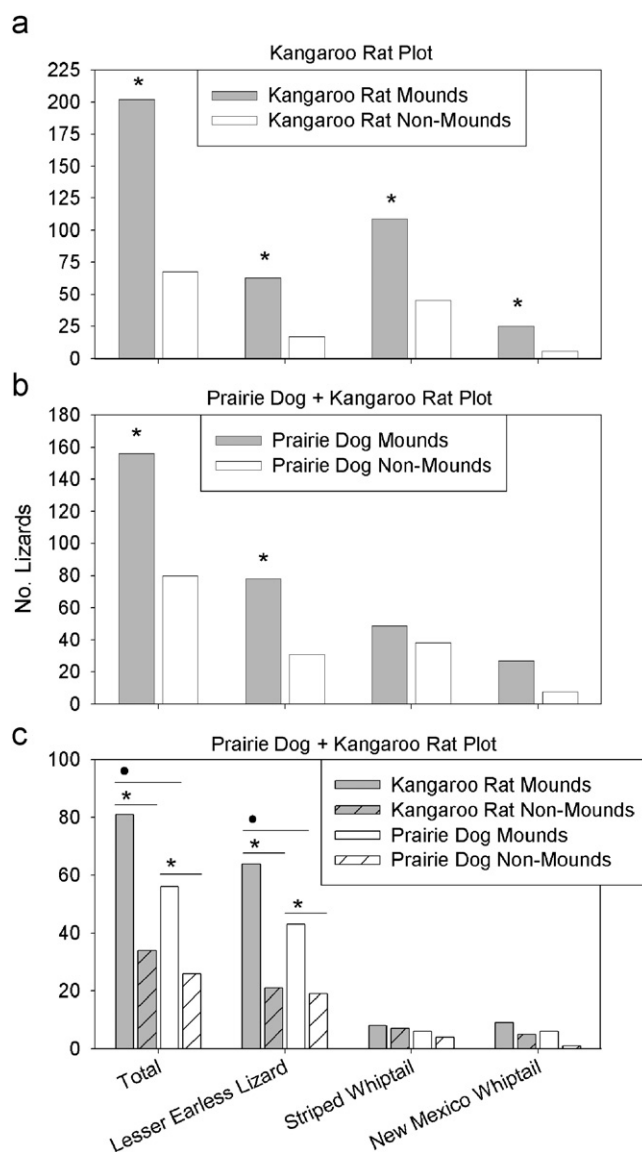 a
Kangaroo Rat Plot
225
200
175
150
125
100
75
50
25
0
Kangaroo Rat Mounds
Kangaroo Rat Non-Mounds
*
*
*
*
b
Prairie Dog + Kangaroo Rat Plot
180
160
140
120
100
80
60
40
20
0
Prairie Dog Mounds
Prairie Dog Non-Mounds
*
*
No. Lizards
c
Prairie Dog + Kangaroo Rat Plot
100
80
60
40
20
0
Kangaroo Rat Mounds
Kangaroo Rat Non-Mounds
Prairie Dog Mounds
Prairie Dog Non-Mounds
•
*
*
•
*
*
Total
Lesser Earless Lizard
Striped Whiptail
New Mexico Whiptail